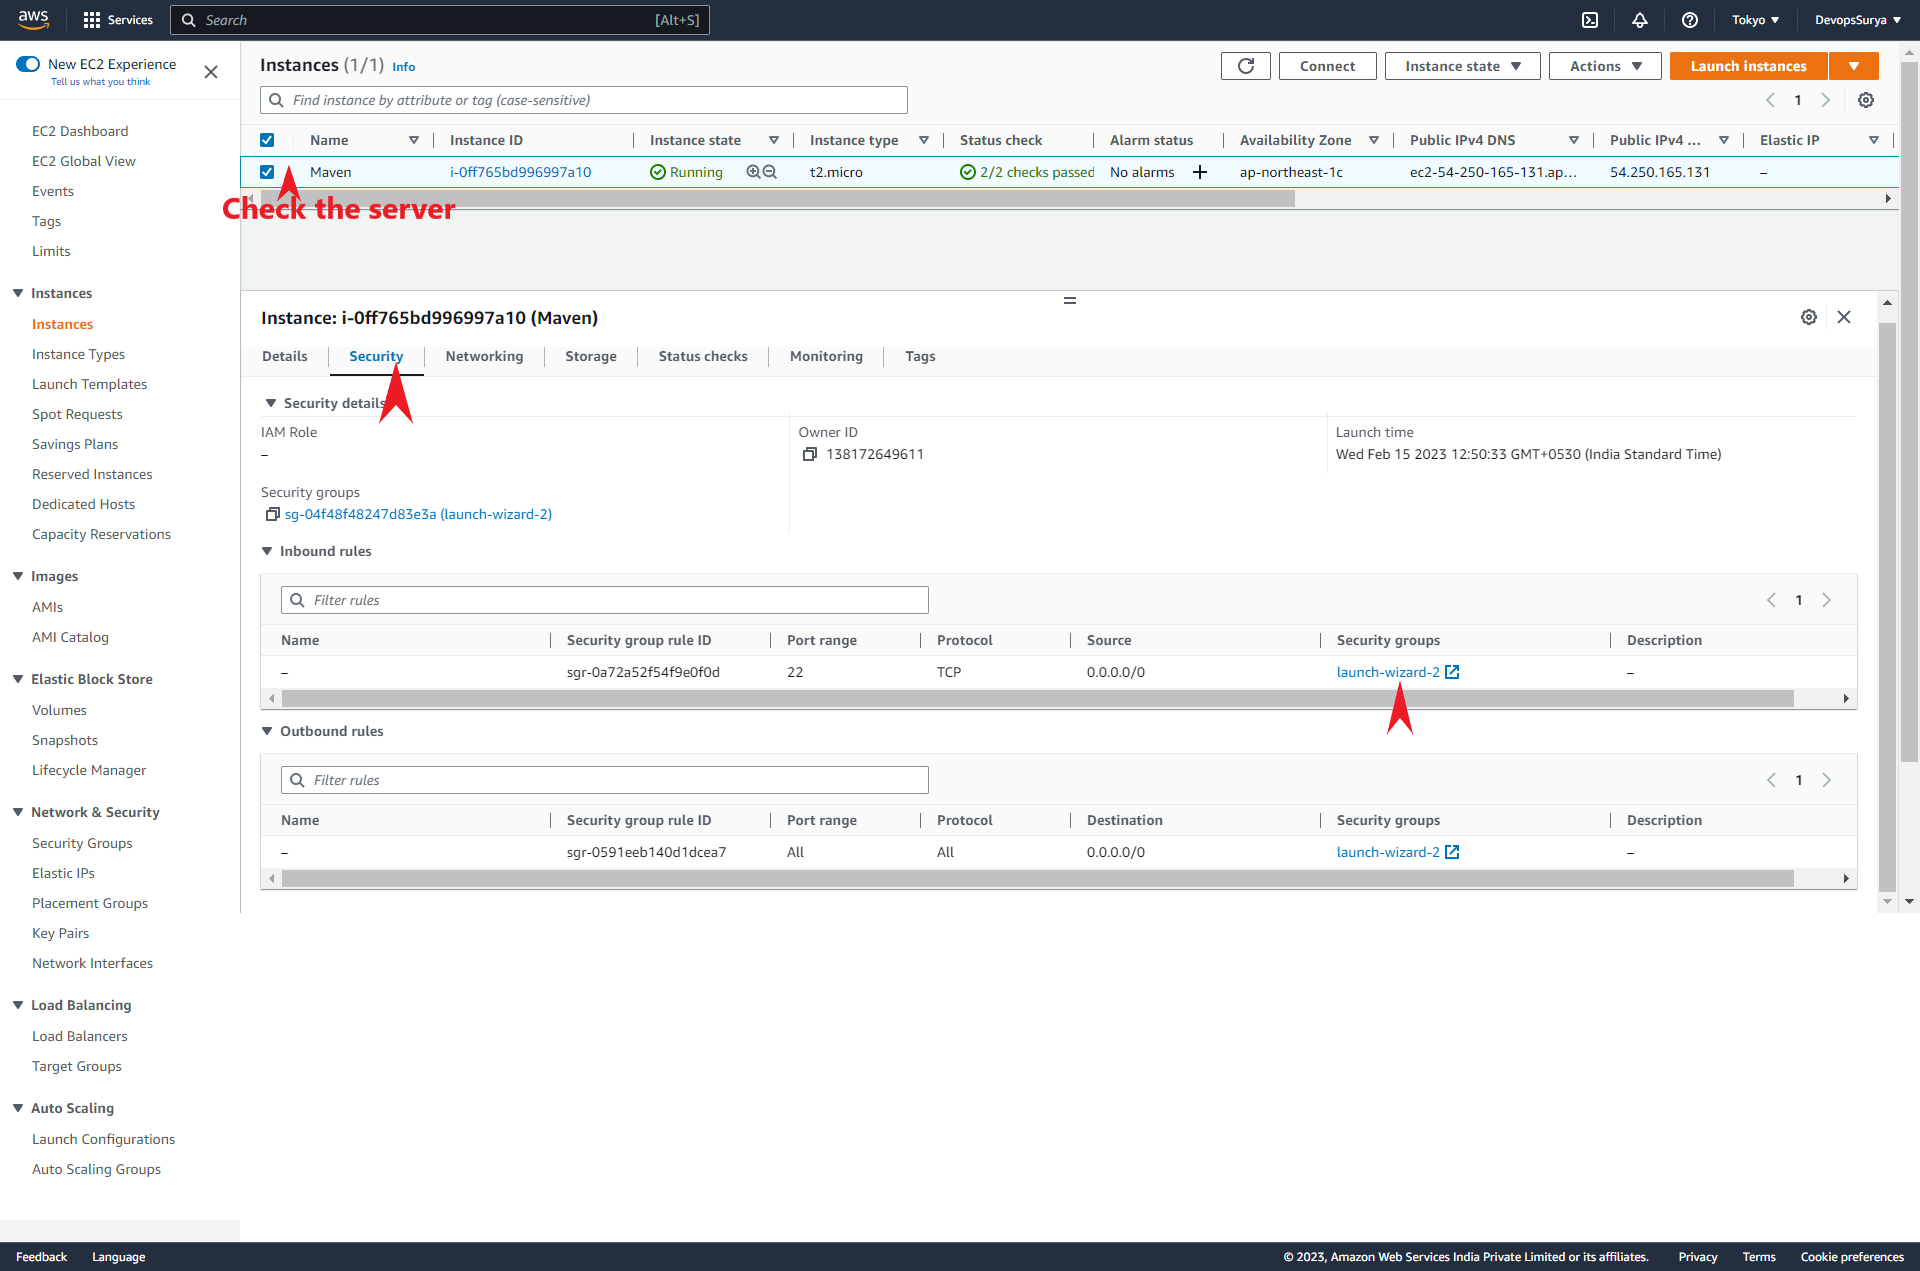 aws Services Search [Alt+S] Tokyo DevopsSurya
New EC2 Experience
Tell us what you think
EC2 Dashboard
EC2 Global View
Events
Tags
Limits
Instances
Instances
Instance Types
Launch Templates
Spot Requests
Savings Plans
Reserved Instances
Dedicated Hosts
Capacity Reservations
Images
AMIs
AMI Catalog
Elastic Block Store
Volumes
Snapshots
Lifecycle Manager
Network & Security
Security Groups
Elastic IPs
Placement Groups
Key Pairs
Network Interfaces
Load Balancing
Load Balancers
Target Groups
Auto Scaling
Launch Configurations
Auto Scaling Groups
Instances (1/1) Info Connect Instance state Actions Launch instances
Find instance by attribute or tag (case-sensitive) 1
Name Instance ID Instance state Instance type Status check Alarm status Availability Zone Public IPv4 DNS Public IPv4 ... Elastic IP
Maven i-0ff765bd996997a10 Running t2.micro 2/2 checks passed No alarms + ap-northeast-1c ec2-54-250-165-131.ap... 54.250.165.131 –
Check the server
Instance: i-0ff765bd996997a10 (Maven)
Details Security Networking Storage Status checks Monitoring Tags
Security details
IAM Role Owner ID Launch time
– 138172649611 Wed Feb 15 2023 12:50:33 GMT+0530 (India Standard Time)
Security groups
sg-04f48f48247d83e3a (launch-wizard-2)
Inbound rules
Filter rules 1
Name Security group rule ID Port range Protocol Source Security groups Description
– sgr-0a72a52f54f9e0f0d 22 TCP 0.0.0.0/0 launch-wizard-2 –
Outbound rules
Filter rules 1
Name Security group rule ID Port range Protocol Destination Security groups Description
– sgr-0591eeb140d1dcea7 All All 0.0.0.0/0 launch-wizard-2 –
Feedback Language © 2023, Amazon Web Services India Private Limited or its affiliates. Privacy Terms Cookie preferences